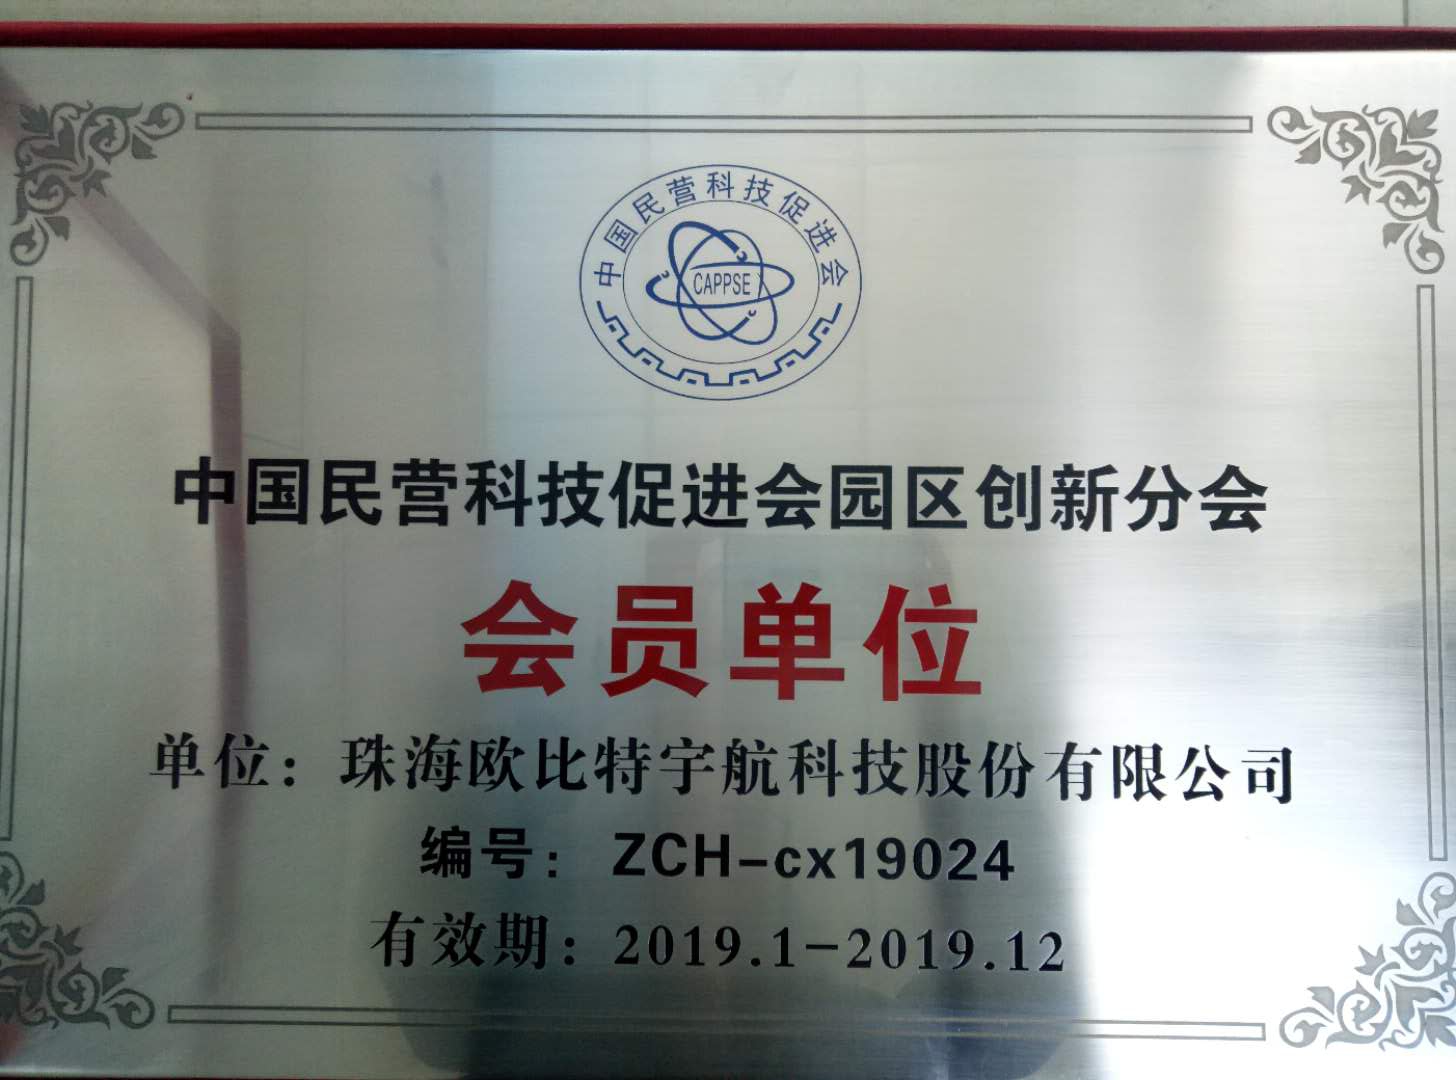 中国民营科技促进会
CAPPSE
中国民营科技促进会园区创新分会
会员单位
单位：珠海欧比特宇航科技股份有限公司
编号： ZCH-cx19024
有效期：2019.1-2019.12